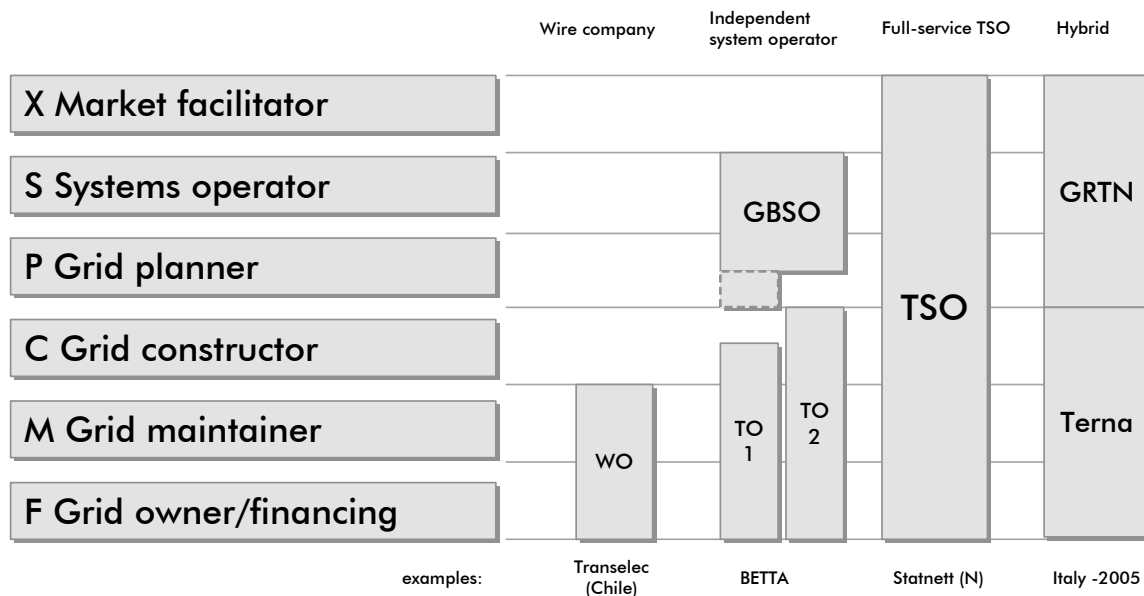 Wire company
Independent
system operator
Full-service TSO
Hybrid
X Market facilitator
S Systems operator
P Grid planner
C Grid constructor
M Grid maintainer
F Grid owner/financing
WO
GBSO
TO
1
TO
2
TSO
GRTN
Terna
examples:
Transelec
(Chile)
BETTA
Statnett (N)
Italy -2005